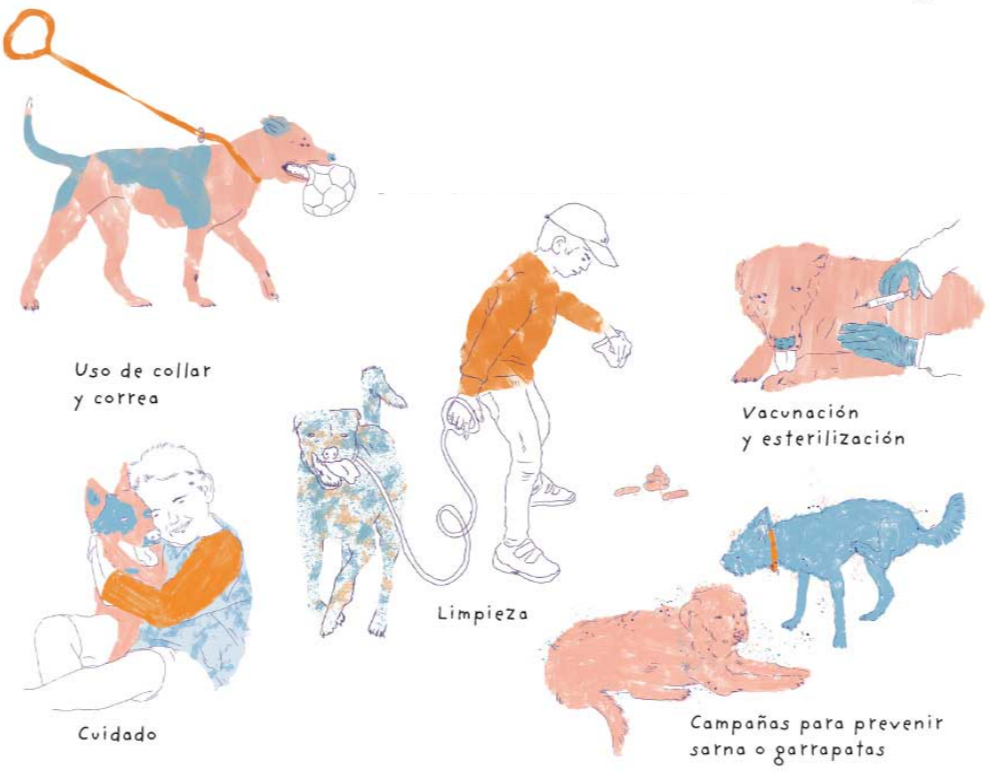 Uso de collar
y correa
Vacunación
y esterilización
Limpieza
Cuidado
Campañas para prevenir
sarna o garrapatas